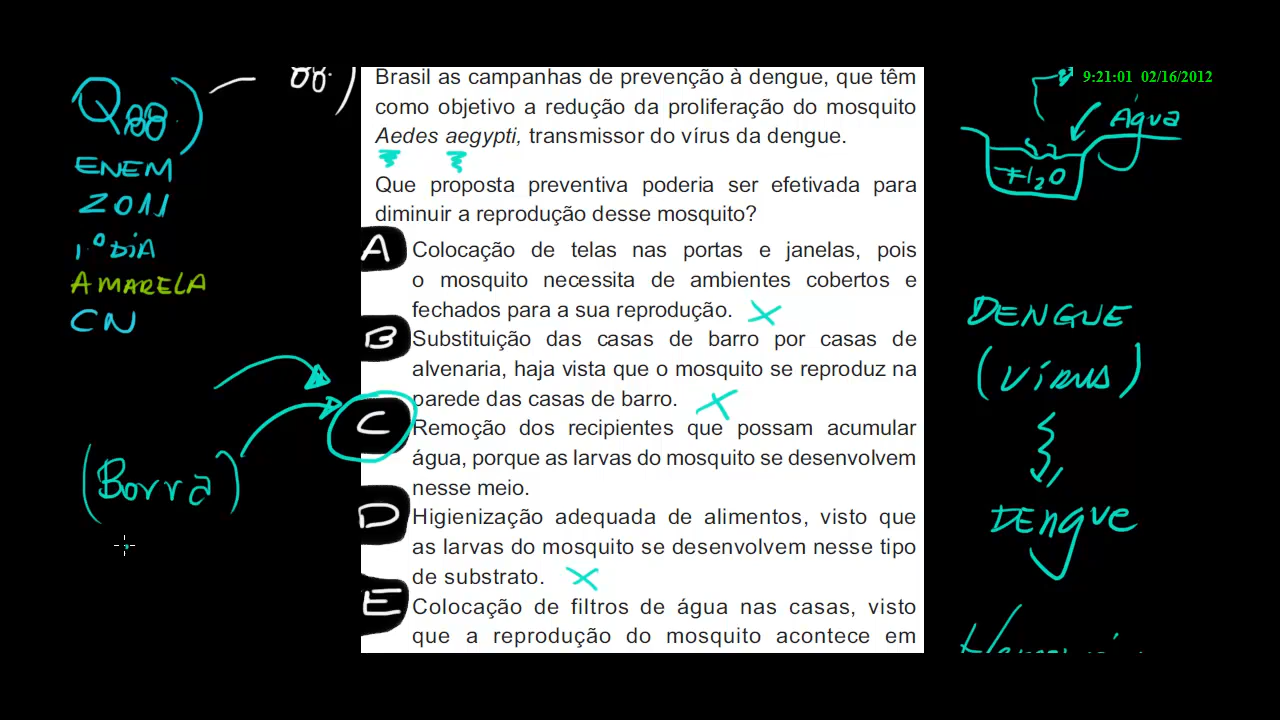 Q88)
ENEM
2011
1º DIA
AMARELA
CN
(Borra)
88)
Brasil as campanhas de prevenção à dengue, que têm
como objetivo a redução da proliferação do mosquito
Aedes aegypti, transmissor do vírus da dengue.
Que proposta preventiva poderia ser efetivada para
diminuir a reprodução desse mosquito?
A Colocação de telas nas portas e janelas, pois
o mosquito necessita de ambientes cobertos e
fechados para a sua reprodução.
B Substituição das casas de barro por casas de
alvenaria, haja vista que o mosquito se reproduz na
parede das casas de barro.
C Remoção dos recipientes que possam acumular
água, porque as larvas do mosquito se desenvolvem
nesse meio.
D Higienização adequada de alimentos, visto que
as larvas do mosquito se desenvolvem nesse tipo
de substrato.
E Colocação de filtros de água nas casas, visto
que a reprodução do mosquito acontece em
9:21:01 02/16/2012
Água
H2O
DENGUE
(Vírus)
DENgue